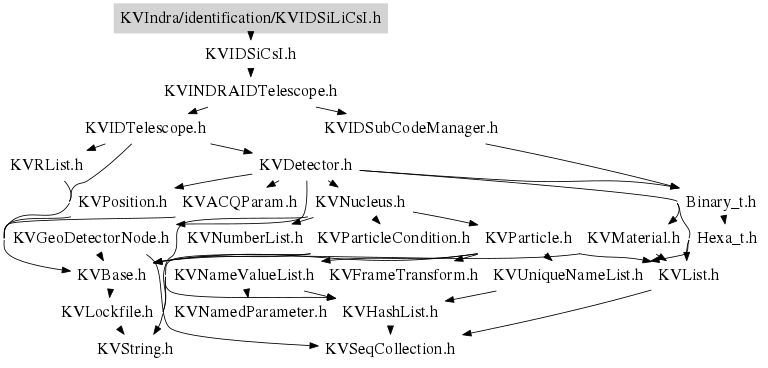 KVIndra/identification/KVIDSiLiCsI.h
KVIDSiCsI.h
KVINDRAIDTelescope.h
KVIDTelescope.h
KVIDSubCodeManager.h
KVRList.h
KVDetector.h
KVPosition.h
KVACQParam.h
KVNucleus.h
Binary_t.h
KVGeoDetectorNode.h
KVNumberList.h
KVParticleCondition.h
KVParticle.h
KVMaterial.h
Hexa_t.h
KVBase.h
KVNameValueList.h
KVFrameTransform.h
KVUniqueNameList.h
KVList.h
KVLockfile.h
KVNamedParameter.h
KVHashList.h
KVString.h
KVSeqCollection.h